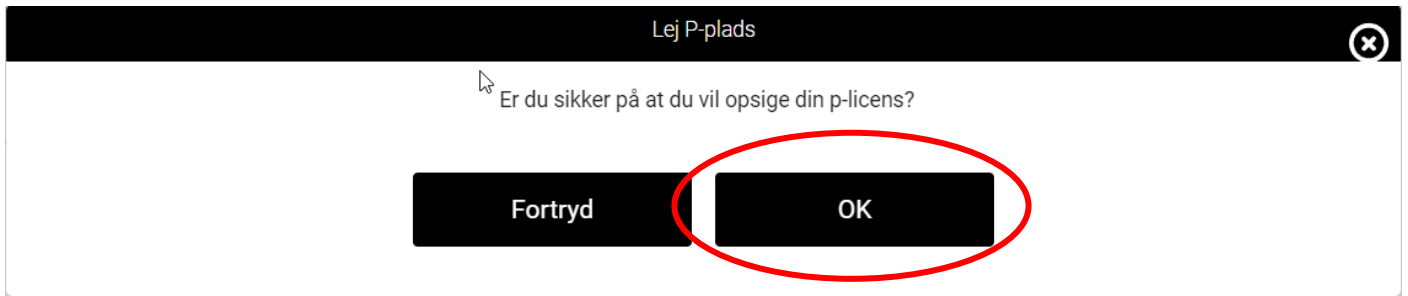 Lej P-plads
Er du sikker på at du vil opsige din p-licens?
Fortryd
OK